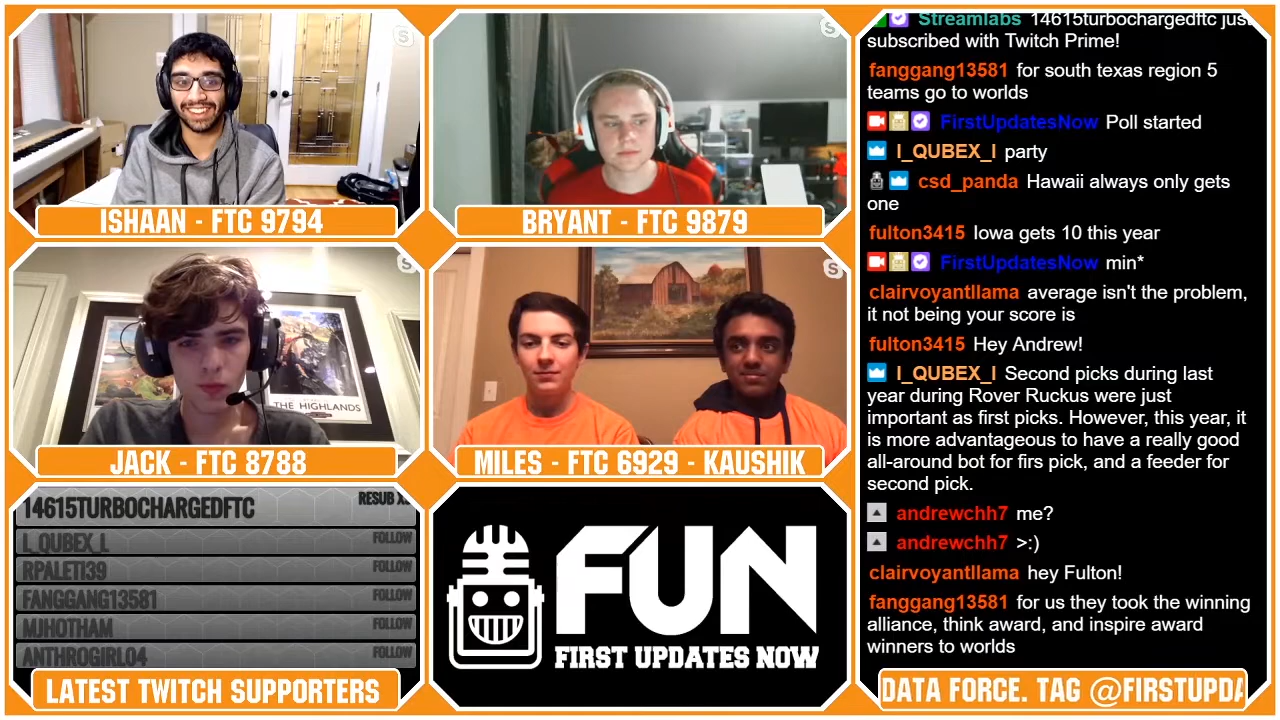 ISHAAN - FTC 9794
BRYANT - FTC 9879
THE HIGHLANDS
JACK - FTC 8788
MILES - FTC 6929 - KAUSHIK
14615TURBOCHARGEDFTC RESUB
L_QUBEX_L FOLLOW
RPALETI39 FOLLOW
FANGGANG13581 FOLLOW
MJHOTHAM FOLLOW
ANTHROGIRL04 FOLLOW
LATEST TWITCH SUPPORTERS
FUN
FIRST UPDATES NOW
Streamlabs 14615turbochargedftc just
subscribed with Twitch Prime!
fanggang13581 for south texas region 5
teams go to worlds
FirstUpdatesNow Poll started
l_QUBEX_l party
csd_panda Hawaii always only gets
one
fulton3415 Iowa gets 10 this year
FirstUpdatesNow min*
clairvoyantllama average isn't the problem,
it not being your score is
fulton3415 Hey Andrew!
l_QUBEX_l Second picks during last
year during Rover Ruckus were just
important as first picks. However, this year, it
is more advantageous to have a really good
all-around bot for firs pick, and a feeder for
second pick.
andrewchh7 me?
andrewchh7 >:)
clairvoyantllama hey Fulton!
fanggang13581 for us they took the winning
alliance, think award, and inspire award
winners to worlds
DATA FORCE. TAG @FIRSTUPDA